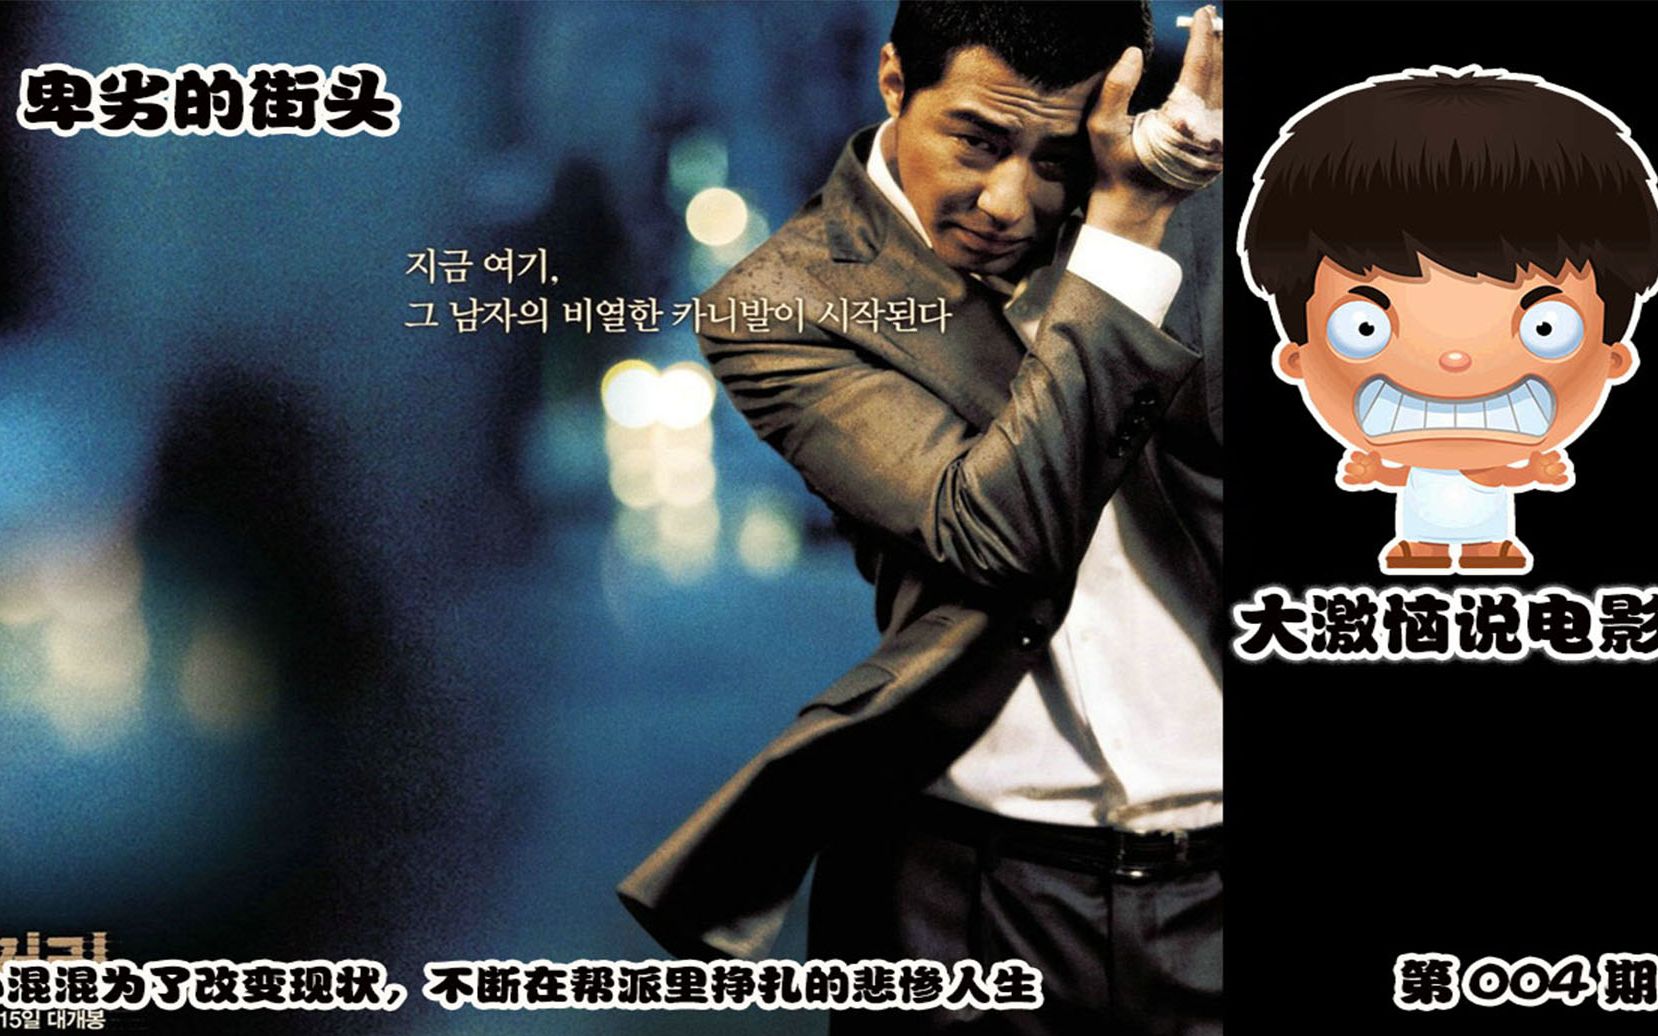 卑劣的街头
지금 여기,
그 남자의 비열한 카니발이 시작된다
大激恼说电影
混混为了改变现状，不断在帮派里挣扎的悲惨人生
15일 대개봉
第004期